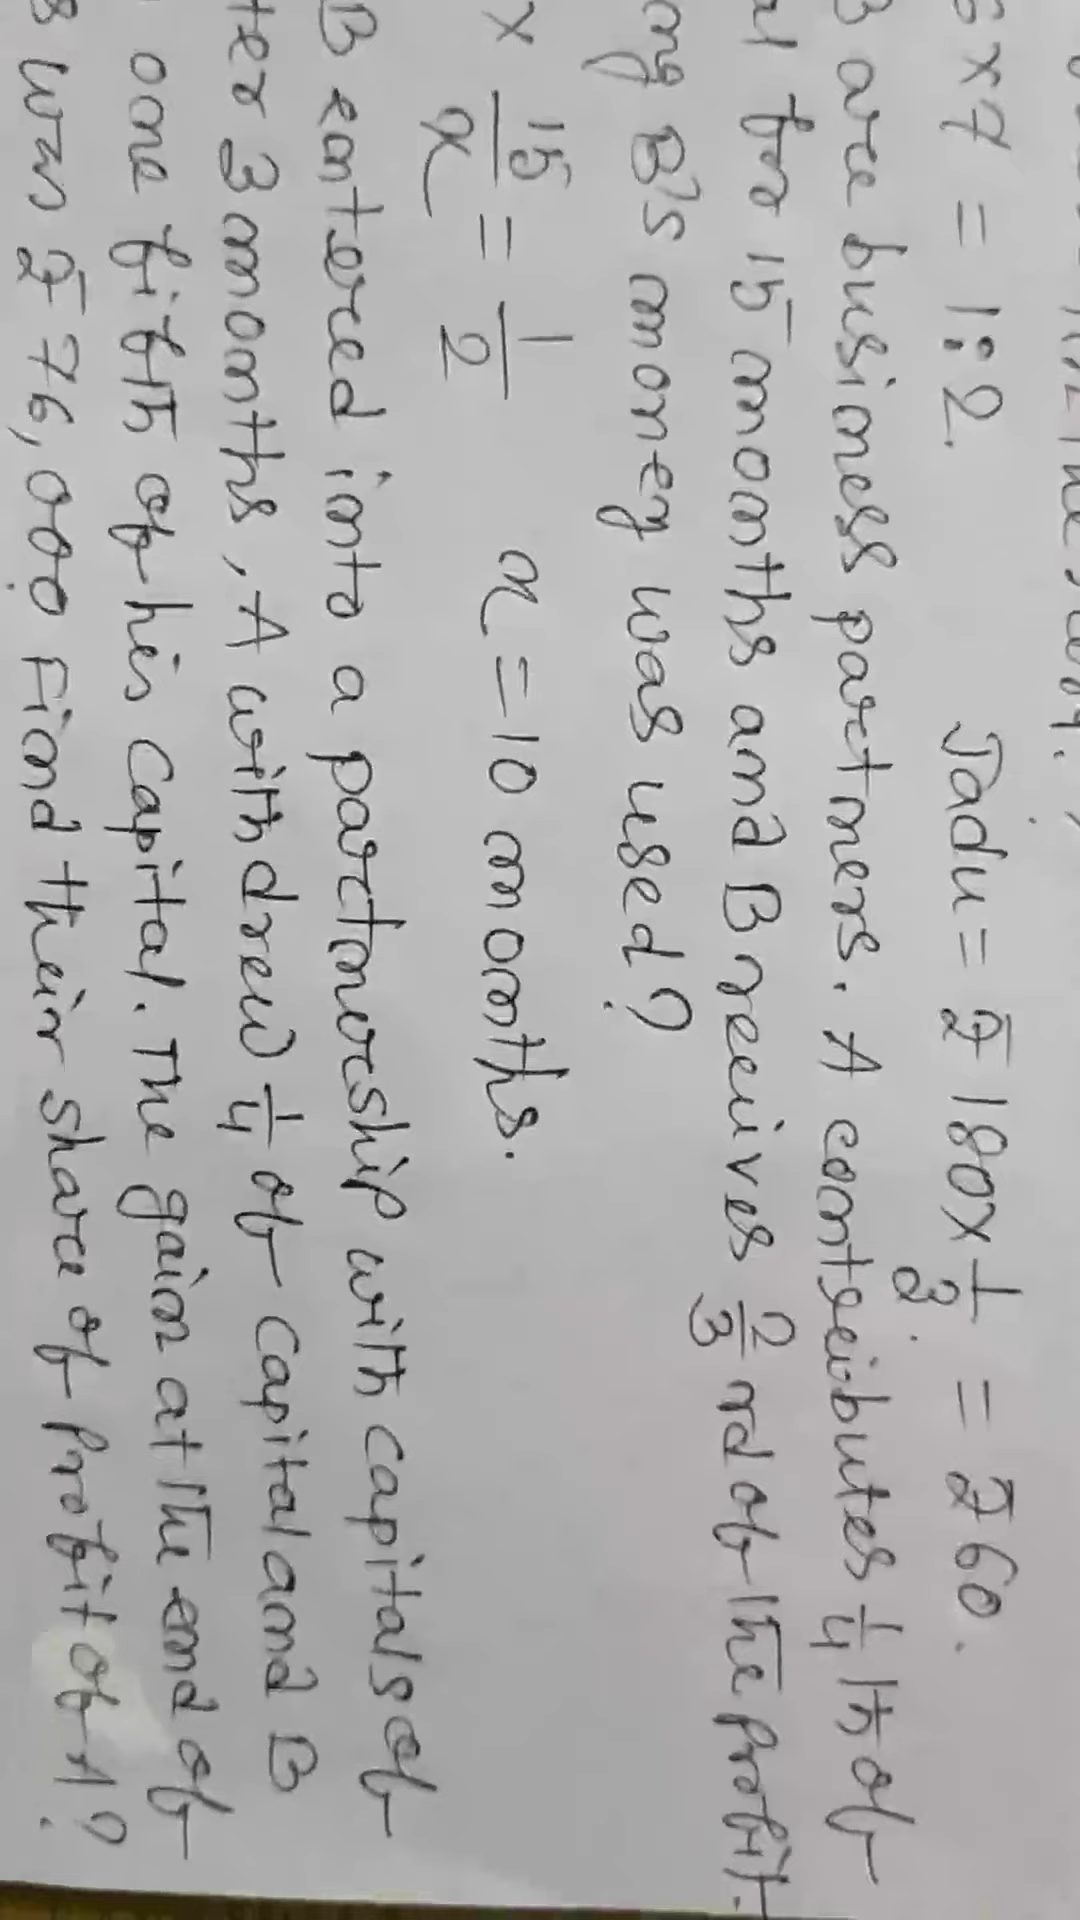 6x7 = 1:2. Jadu = ₹ 180x 1/3 = ₹ 60.
B are business partners. A contributes 1/4 th of
al for 15 months and B receives 2/3 rd of the profit.
ong B's money was used?
x 15/x = 1/2 x = 10 months.
B entered into a partnership with capitals of
ter 3 months, A withdrew 1/4 of capital and B
one fifth of his capital. The gain at the end of
s was ₹ 76,000 Find their share of Profit of A?